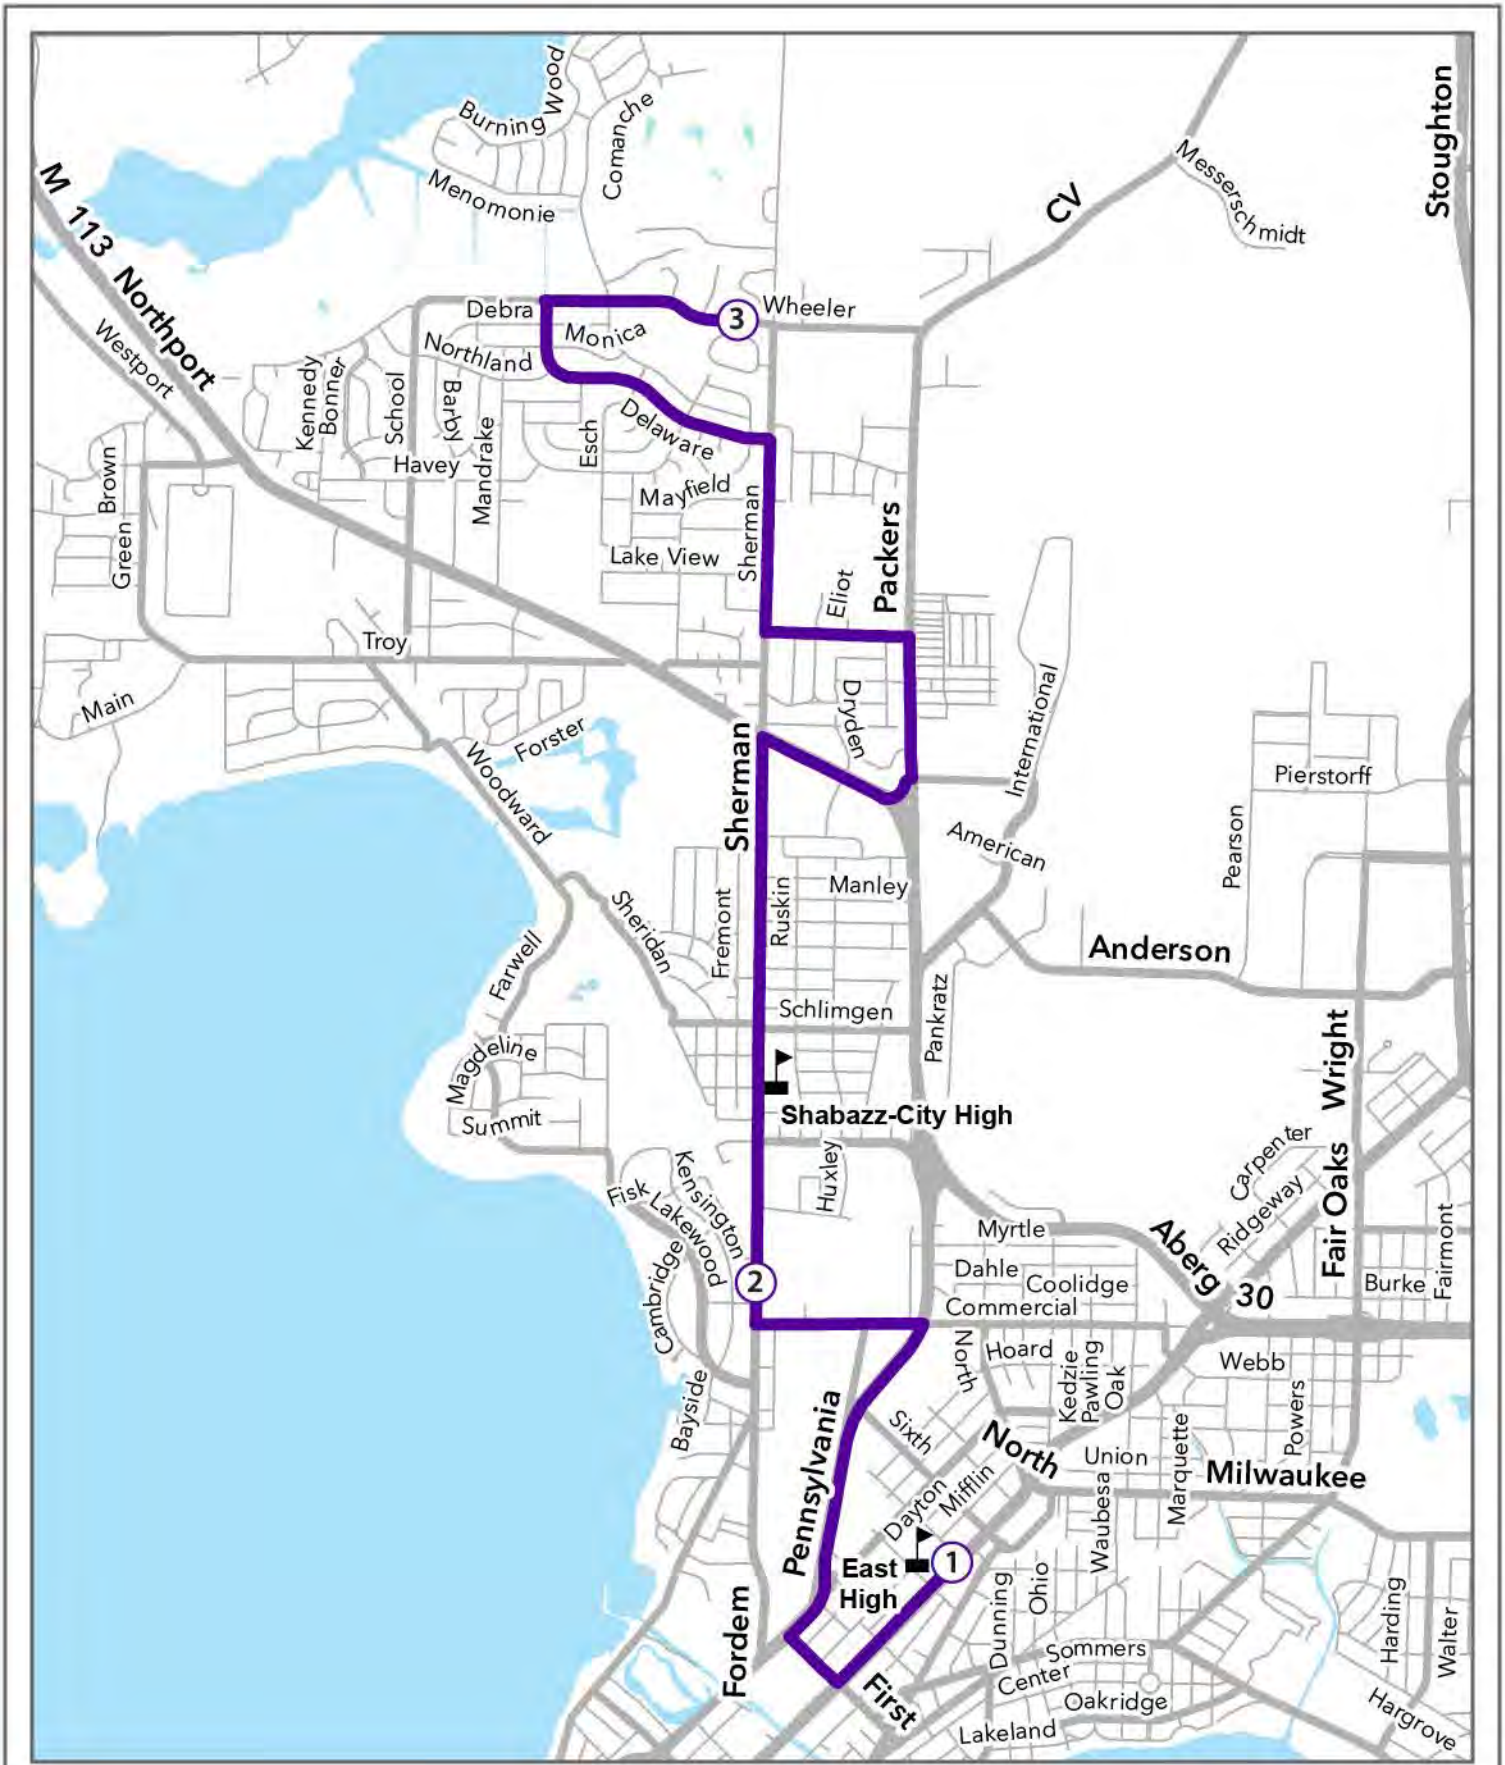 Stoughton
Burning Wood
Comanche
Menomonie
Messerschmidt
CV
M 113 Northport
Westport
Debra
Monica
3
Wheeler
Northland
Kennedy
Bonner
School
Barby
Mandrake
Esch
Delaware
Havey
Mayfield
Sherman
Brown
Green
Lake View
Eliot
Packers
Troy
Main
Dryden
International
Forster
Woodward
Sherman
Pierstorff
American
Pearson
Manley
Ruskin
Fremont
Sheridan
Farwell
Anderson
Schlimgen
Pankratz
Magdeline
Summit
Shabazz-City High
Wright
Fair Oaks
Carpenter
Ridgeway
Huxley
Kensington
Fisk
Lakewood
Cambridge
Myrtle
Aberg
30
Dahle
Coolidge
Commercial
Burke
Fairmont
2
North
Hoard
Kedzie
Pawling
Oak
Webb
Powers
Bayside
Pennsylvania
Sixth
North
Union
Marquette
Milwaukee
Waubesa
Dayton
Mifflin
East
High
1
Dunning
Ohio
Harding
Walter
Fordem
First
Sommers
Center
Oakridge
Lakeland
Hargrove